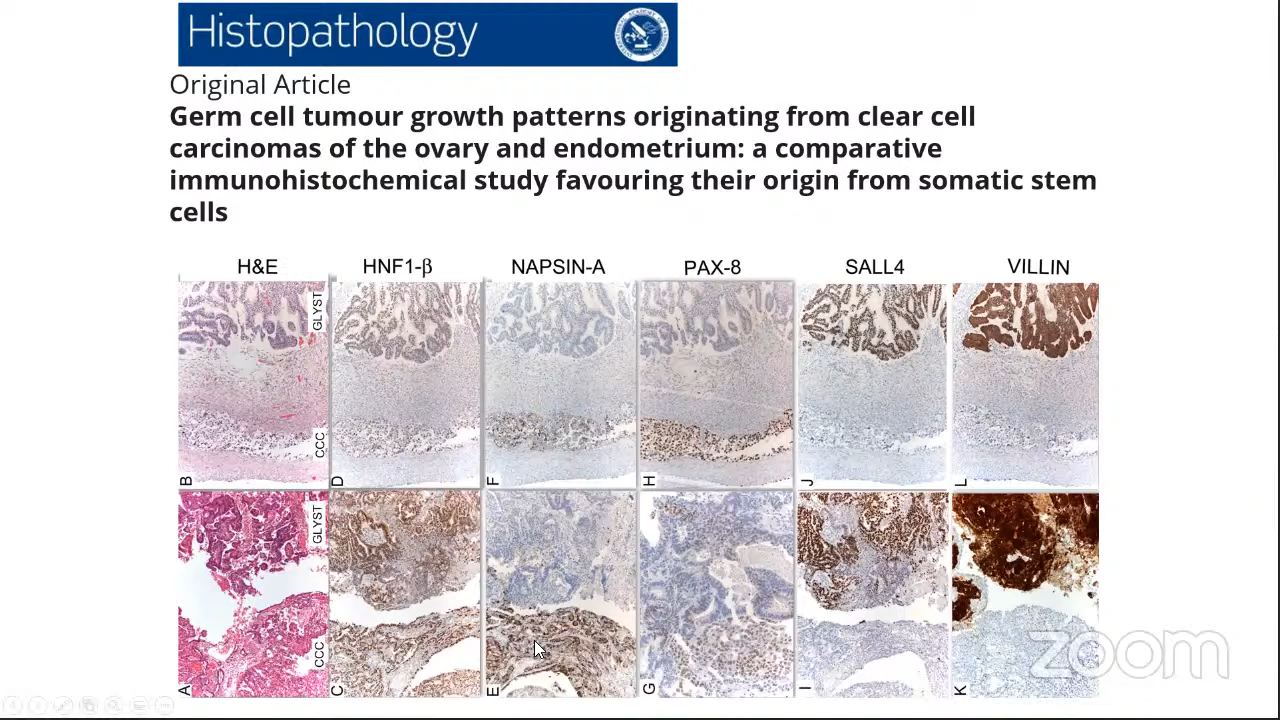 Histopathology
Original Article
Germ cell tumour growth patterns originating from clear cell
carcinomas of the ovary and endometrium: a comparative
immunohistochemical study favouring their origin from somatic stem
cells
H&E HNF1-β NAPSIN-A PAX-8 SALL4 VILLIN
GLYST
CCC
B D F H J L
GLYST
CCC
A C E G I K
zoom